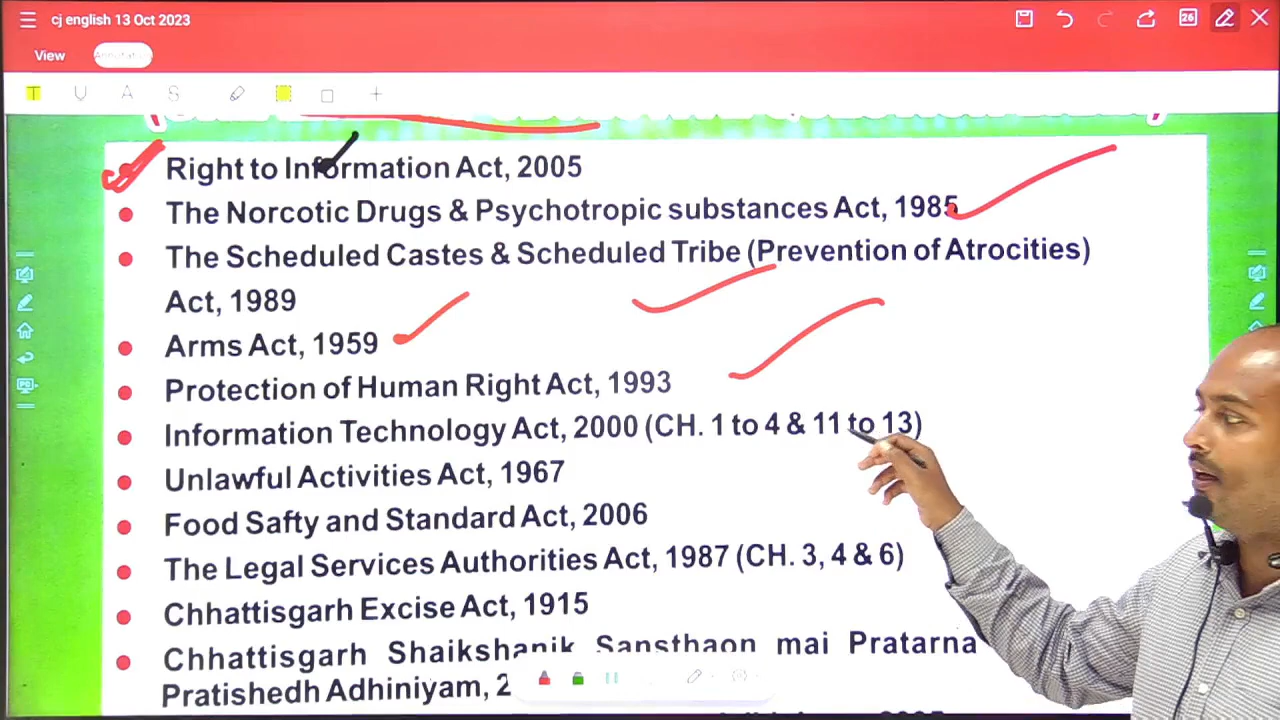 cj english 13 Oct 2023
26
View
T U A S
Right to Information Act, 2005
The Norcotic Drugs & Psychotropic substances Act, 1985
The Scheduled Castes & Scheduled Tribe (Prevention of Atrocities)
Act, 1989
Arms Act, 1959
Protection of Human Right Act, 1993
Information Technology Act, 2000 (CH. 1 to 4 & 11 to 13)
Unlawful Activities Act, 1967
Food Safty and Standard Act, 2006
The Legal Services Authorities Act, 1987 (CH. 3, 4 & 6)
Chhattisgarh Excise Act, 1915
Chhattisgarh Shaikshanik Sansthaon mai Pratarna
Pratishedh Adhiniyam, 2